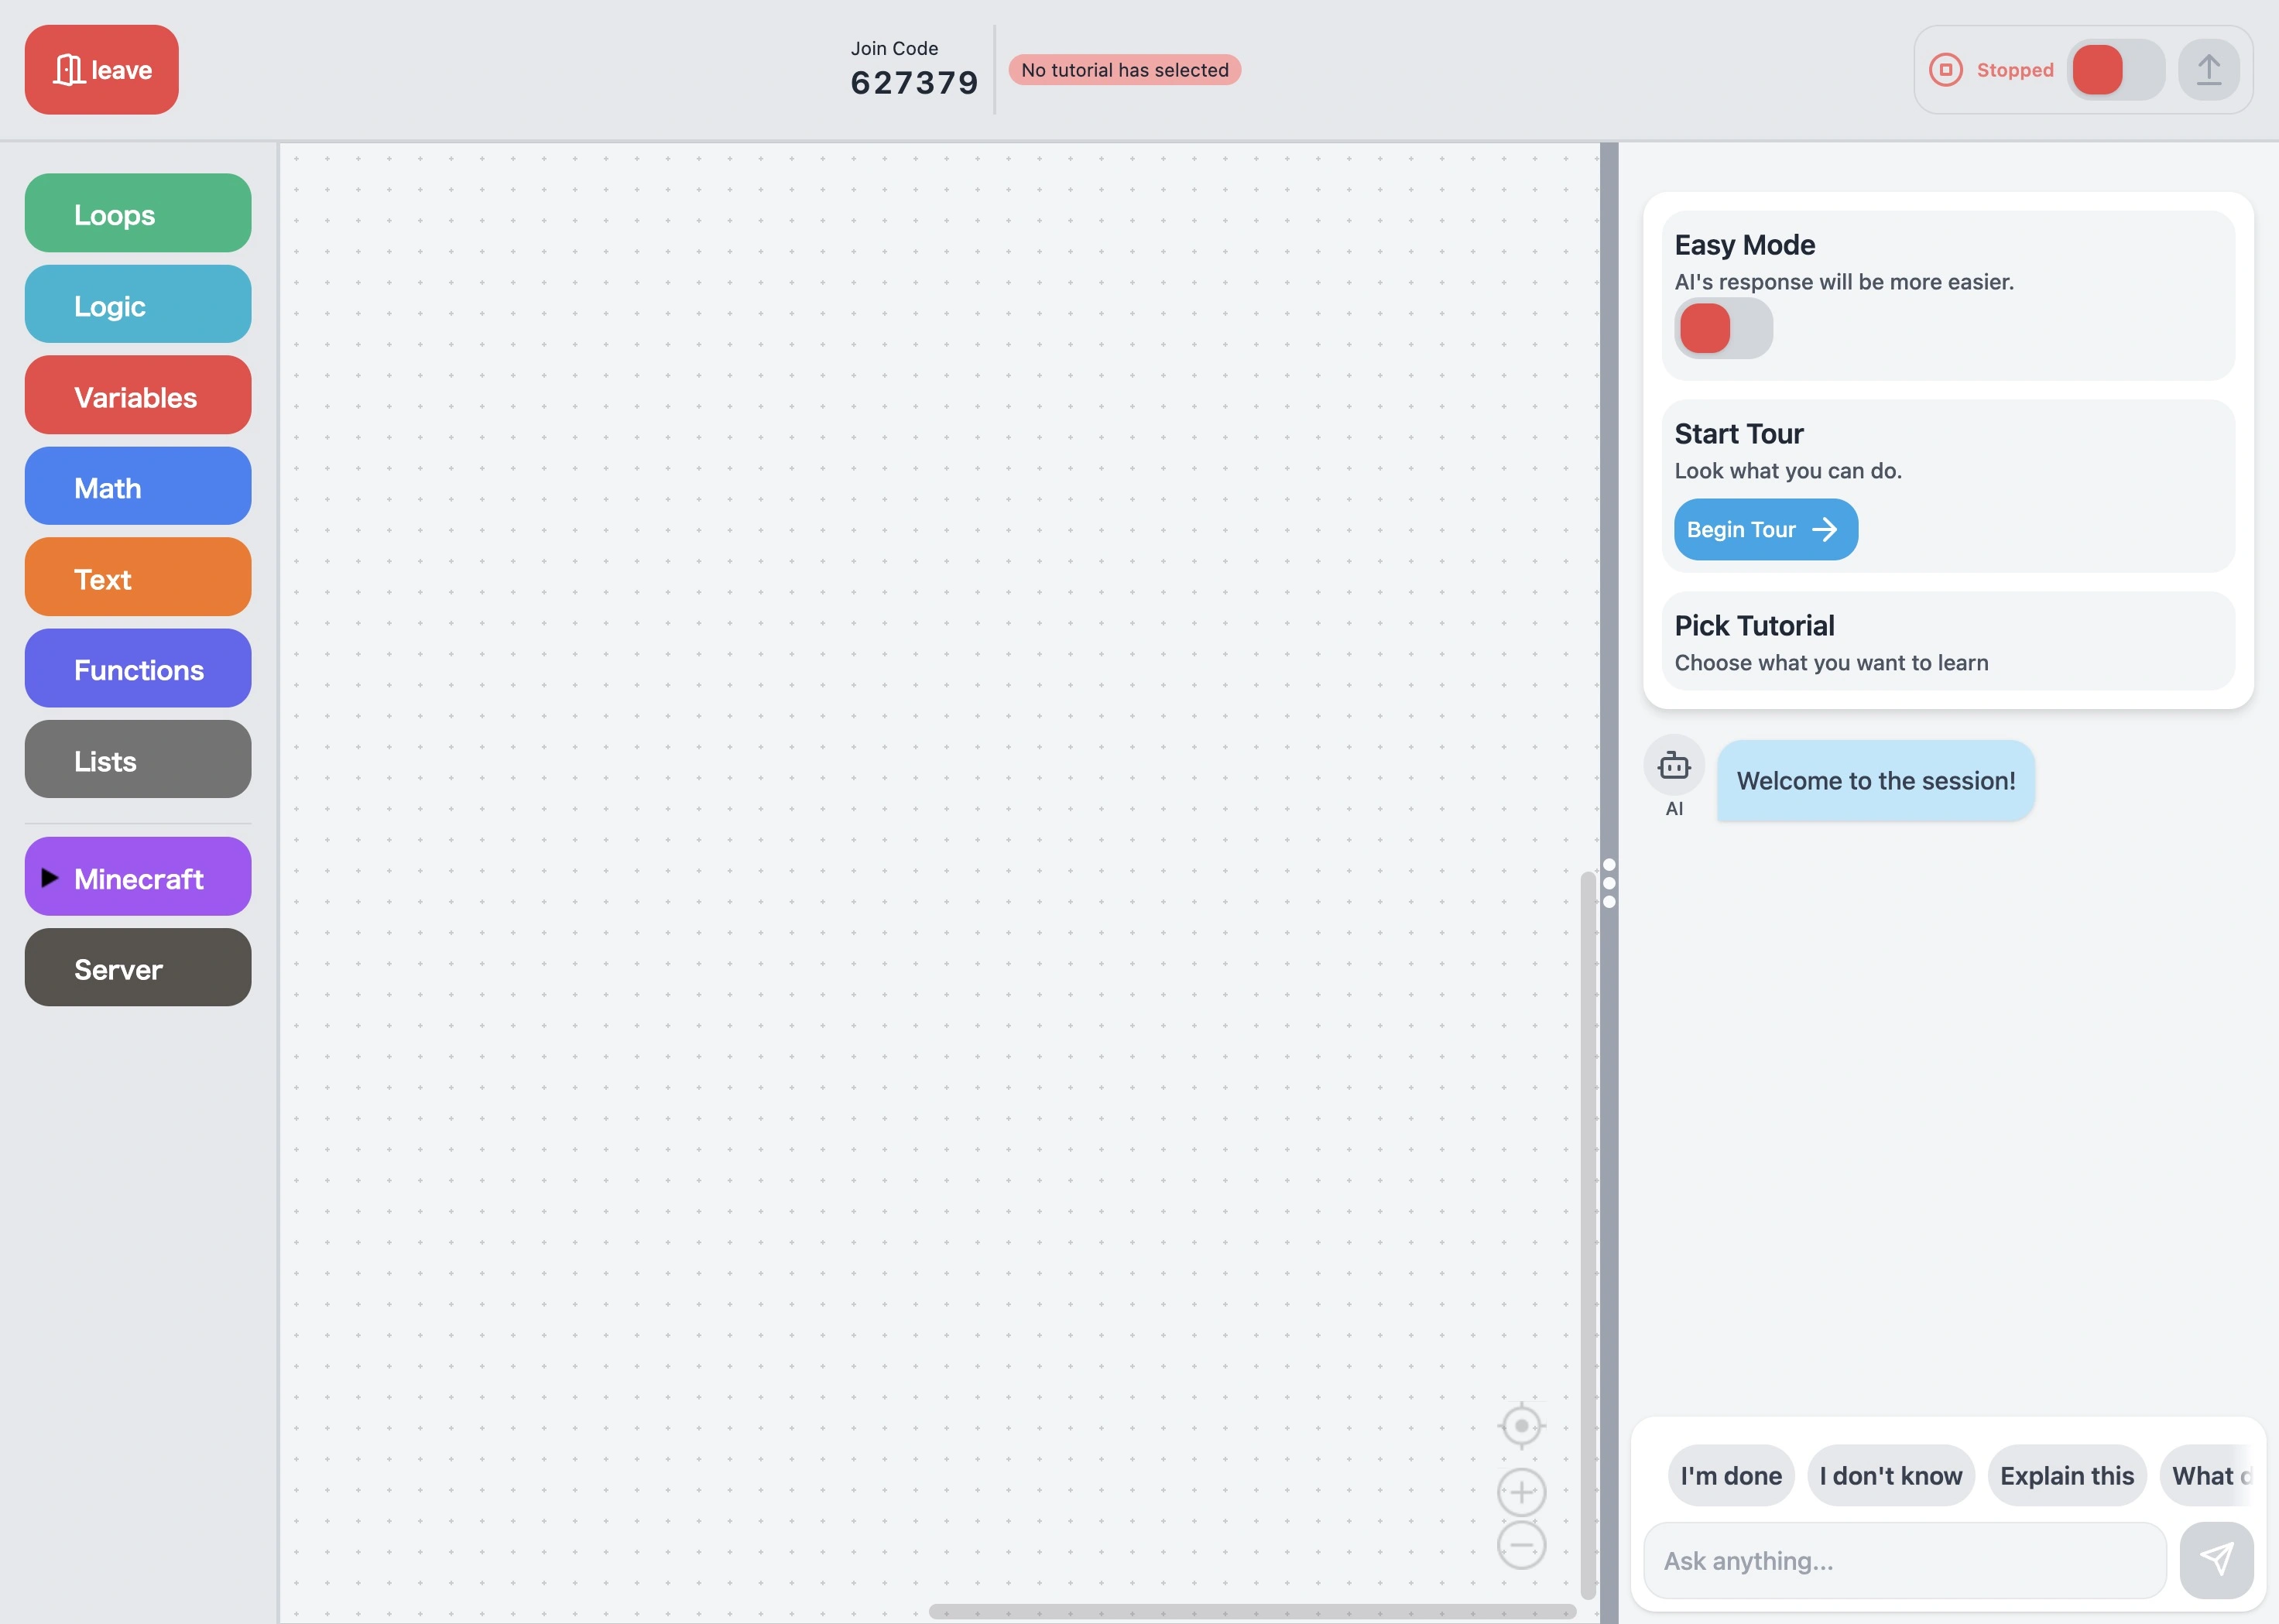 leave
Join Code
627379
No tutorial has selected
Stopped
Loops
Logic
Variables
Math
Text
Functions
Lists
Minecraft
Server
Easy Mode
AI's response will be more easier.
Start Tour
Look what you can do.
Begin Tour
Pick Tutorial
Choose what you want to learn
AI
Welcome to the session!
I'm done
I don't know
Explain this
What
Ask anything...